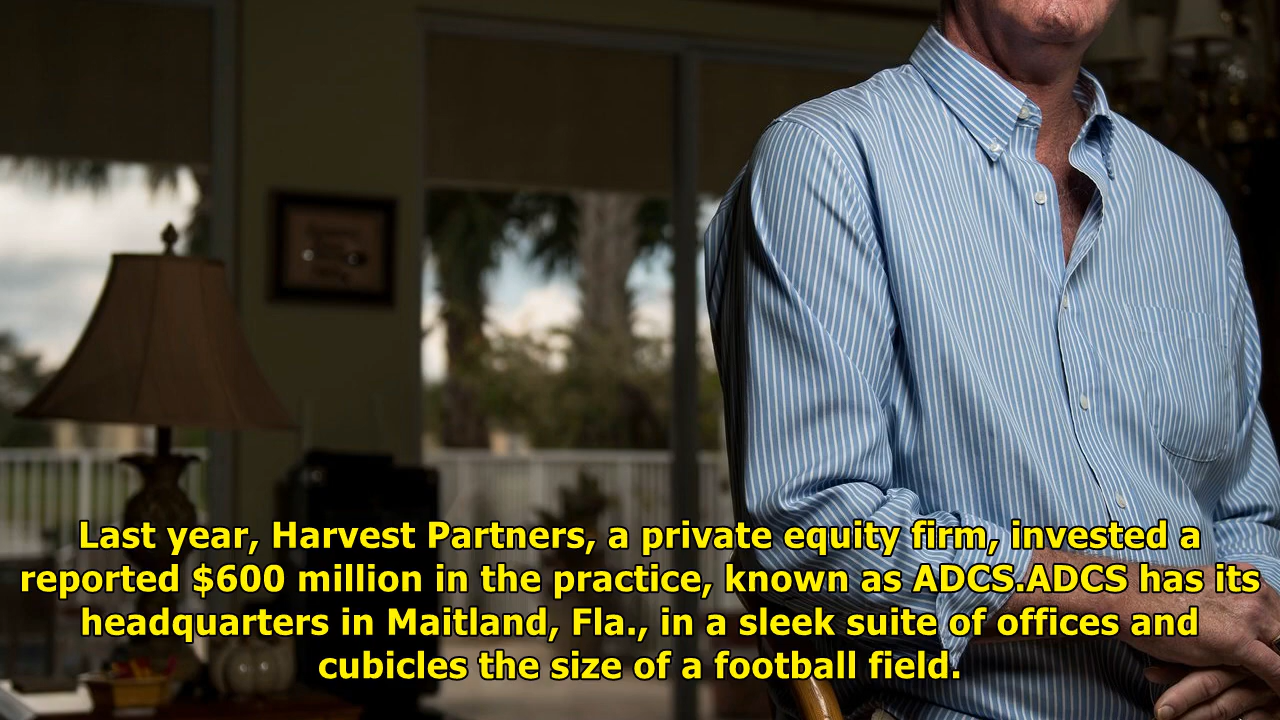 Last year, Harvest Partners, a private equity firm, invested a
reported $600 million in the practice, known as ADCS.ADCS has its
headquarters in Maitland, Fla., in a sleek suite of offices and
cubicles the size of a football field.